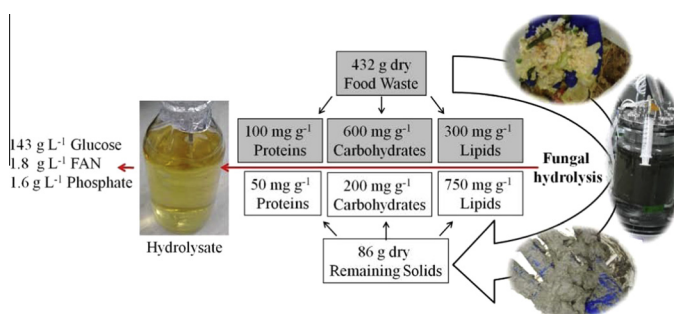 432 g dry
Food Waste
100 mg g-1
Proteins
600 mg g-1
Carbohydrates
300 mg g-1
Lipids
143 g L-1 Glucose
1.8 g L-1 FAN
1.6 g L-1 Phosphate
Fungal
hydrolysis
50 mg g-1
Proteins
200 mg g-1
Carbohydrates
750 mg g-1
Lipids
Hydrolysate
86 g dry
Remaining Solids